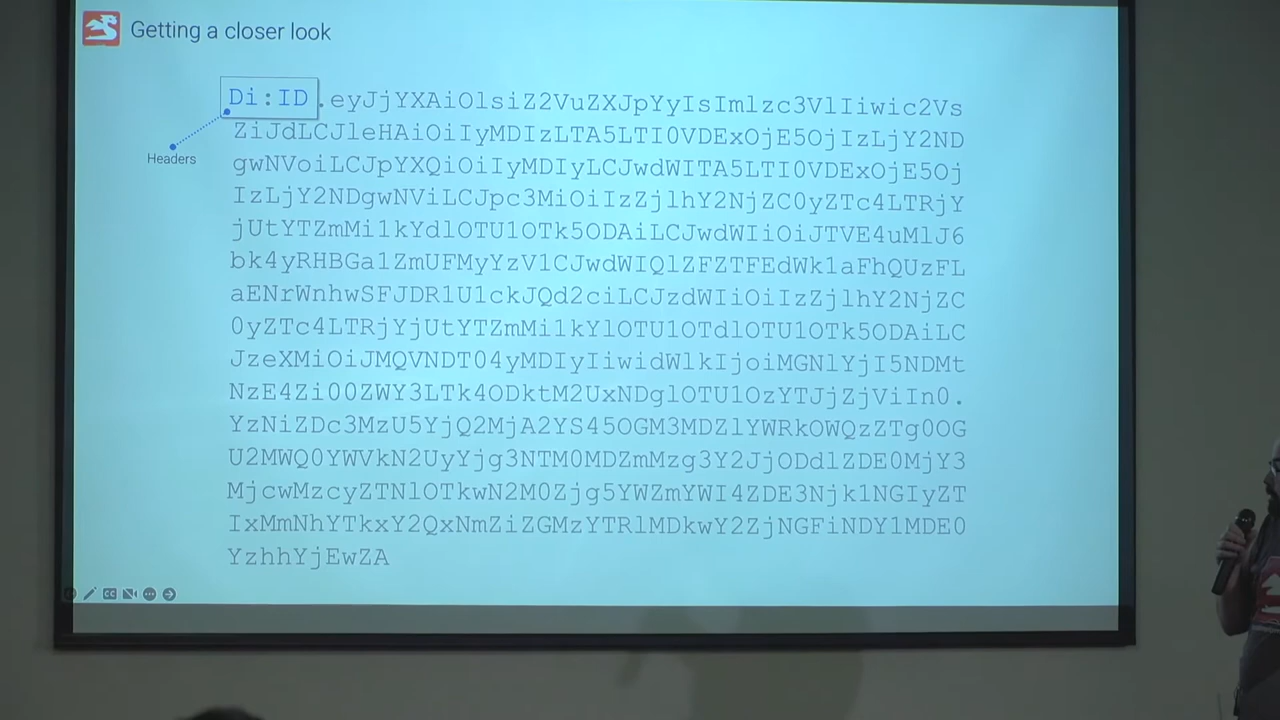 Getting a closer look
Di:ID.eyJjYXAiOlsiZ2VuZXJpYyIsImlzc3VlIiwic2Vs
ZiJdLCJleHAiOiIyMDIzLTA5LTI0VDExOjE5OjIzLjY2ND
gwNVoiLCJpYXQiOiIyMDIyLCJwdWITA5LTI0VDExOjE5Oj
IzLjY2NDgwNViLCJpc3MiOiIzZjlhY2NjZC0yZTc4LTRjY
jUtYTZmMi1kYdlOTU1OTk5ODAiLCJwdWIiOiJTVE4uMlJ6
bk4yRHBGa1ZmUFMyYzV1CJwdWIQlZFZTFEdWk1aFhQUzFL
aENrWnhwSFJDR1U1ckJQd2ciLCJzdWIiOiIzZjlhY2NjZC
0yZTc4LTRjYjUtYTZmMi1kYlOTU1OTdlOTU1OTk5ODAiLC
JzeXMiOiJMQVNDT04yMDIyIiwidWlkIjoiMGNlYjI5NDMt
NzE4Zi00ZWY3LTk4ODktM2UxNDglOTU1OzYTJjZjViIn0.
YzNiZDc3MzU5YjQ2MjA2YS45OGM3MDZlYWRkOWQzZTg0OG
U2MWQ0YWVkN2UyYjg3NTM0MDZmMzg3Y2JjODdlZDE0MjY3
MjcwMzcyZTNlOTkwN2M0Zjg5YWZmYWI4ZDE3Njk1NGIyZT
IxMmNhYTkxY2QxNmZiZGMzYTRlMDkwY2ZjNGFiNDY1MDE0
YzhhYjEwZA
Headers